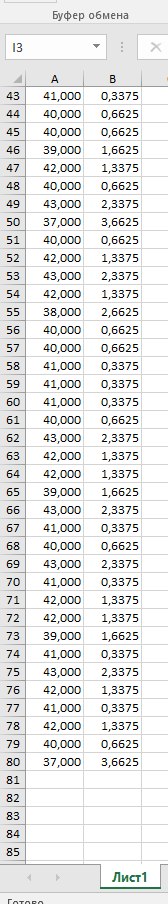 Буфер обмена
I3
A B
43 41,000 0,3375
44 40,000 0,6625
45 40,000 0,6625
46 39,000 1,6625
47 42,000 1,3375
48 40,000 0,6625
49 43,000 2,3375
50 37,000 3,6625
51 40,000 0,6625
52 42,000 1,3375
53 43,000 2,3375
54 42,000 1,3375
55 38,000 2,6625
56 40,000 0,6625
57 40,000 0,6625
58 41,000 0,3375
59 41,000 0,3375
60 41,000 0,3375
61 40,000 0,6625
62 43,000 2,3375
63 42,000 1,3375
64 42,000 1,3375
65 39,000 1,6625
66 43,000 2,3375
67 41,000 0,3375
68 40,000 0,6625
69 43,000 2,3375
70 41,000 0,3375
71 42,000 1,3375
72 42,000 1,3375
73 39,000 1,6625
74 41,000 0,3375
75 43,000 2,3375
76 42,000 1,3375
77 41,000 0,3375
78 42,000 1,3375
79 40,000 0,6625
80 37,000 3,6625
81
82
83
84
85
Лист1
Готово